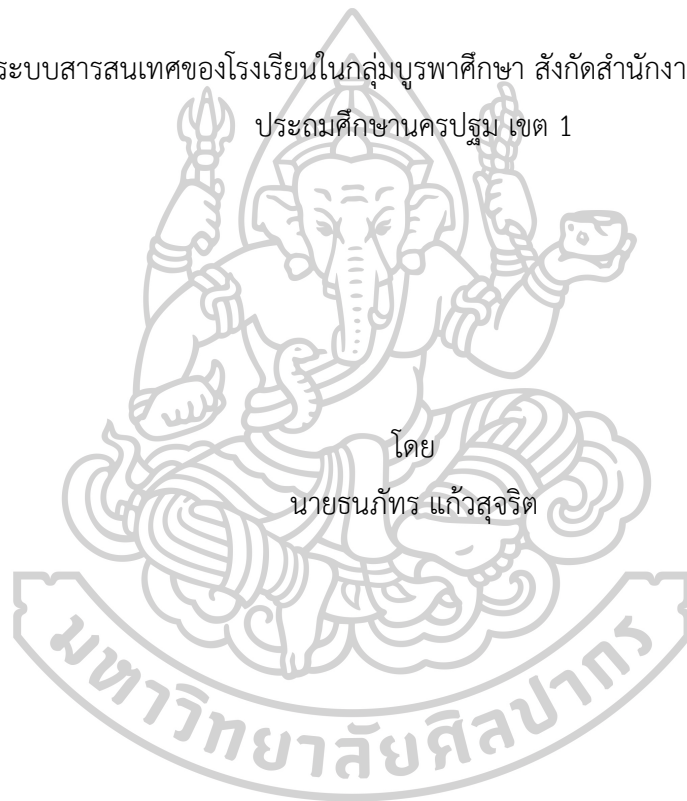 ระบบสารสนเทศของโรงเรียนในกลุ่มบูรพาศึกษา สังกัดสำนักงา
ประถมศึกษานครปฐม เขต 1
โดย
นายธนภัทร แก้วสุจริต
มหาวิทยาลัยศิลปากร